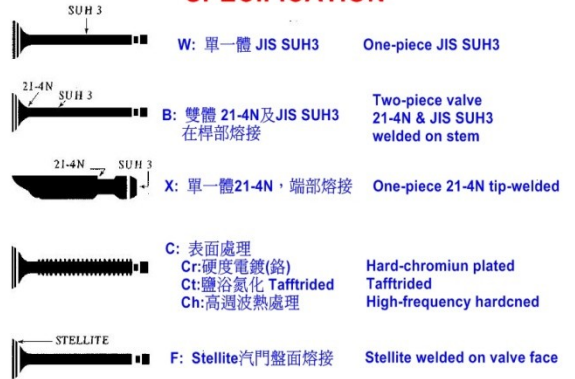 SPECIFICATION
SUH 3
W: 單一體 JIS SUH3 One-piece JIS SUH3
21-4N
SUH 3
B: 雙體 21-4N及JIS SUH3
在桿部熔接
Two-piece valve
21-4N & JIS SUH3
welded on stem
21-4N SUH 3
X: 單一體21-4N，端部熔接 One-piece 21-4N tip-welded
C: 表面處理
Cr:硬度電鍍(鉻) Hard-chromiun plated
Ct:鹽浴氮化 Tafftrided Tafftrided
Ch:高週波熱處理 High-frequency hardcned
STELLITE
F: Stellite汽門盤面熔接 Stellite welded on valve face